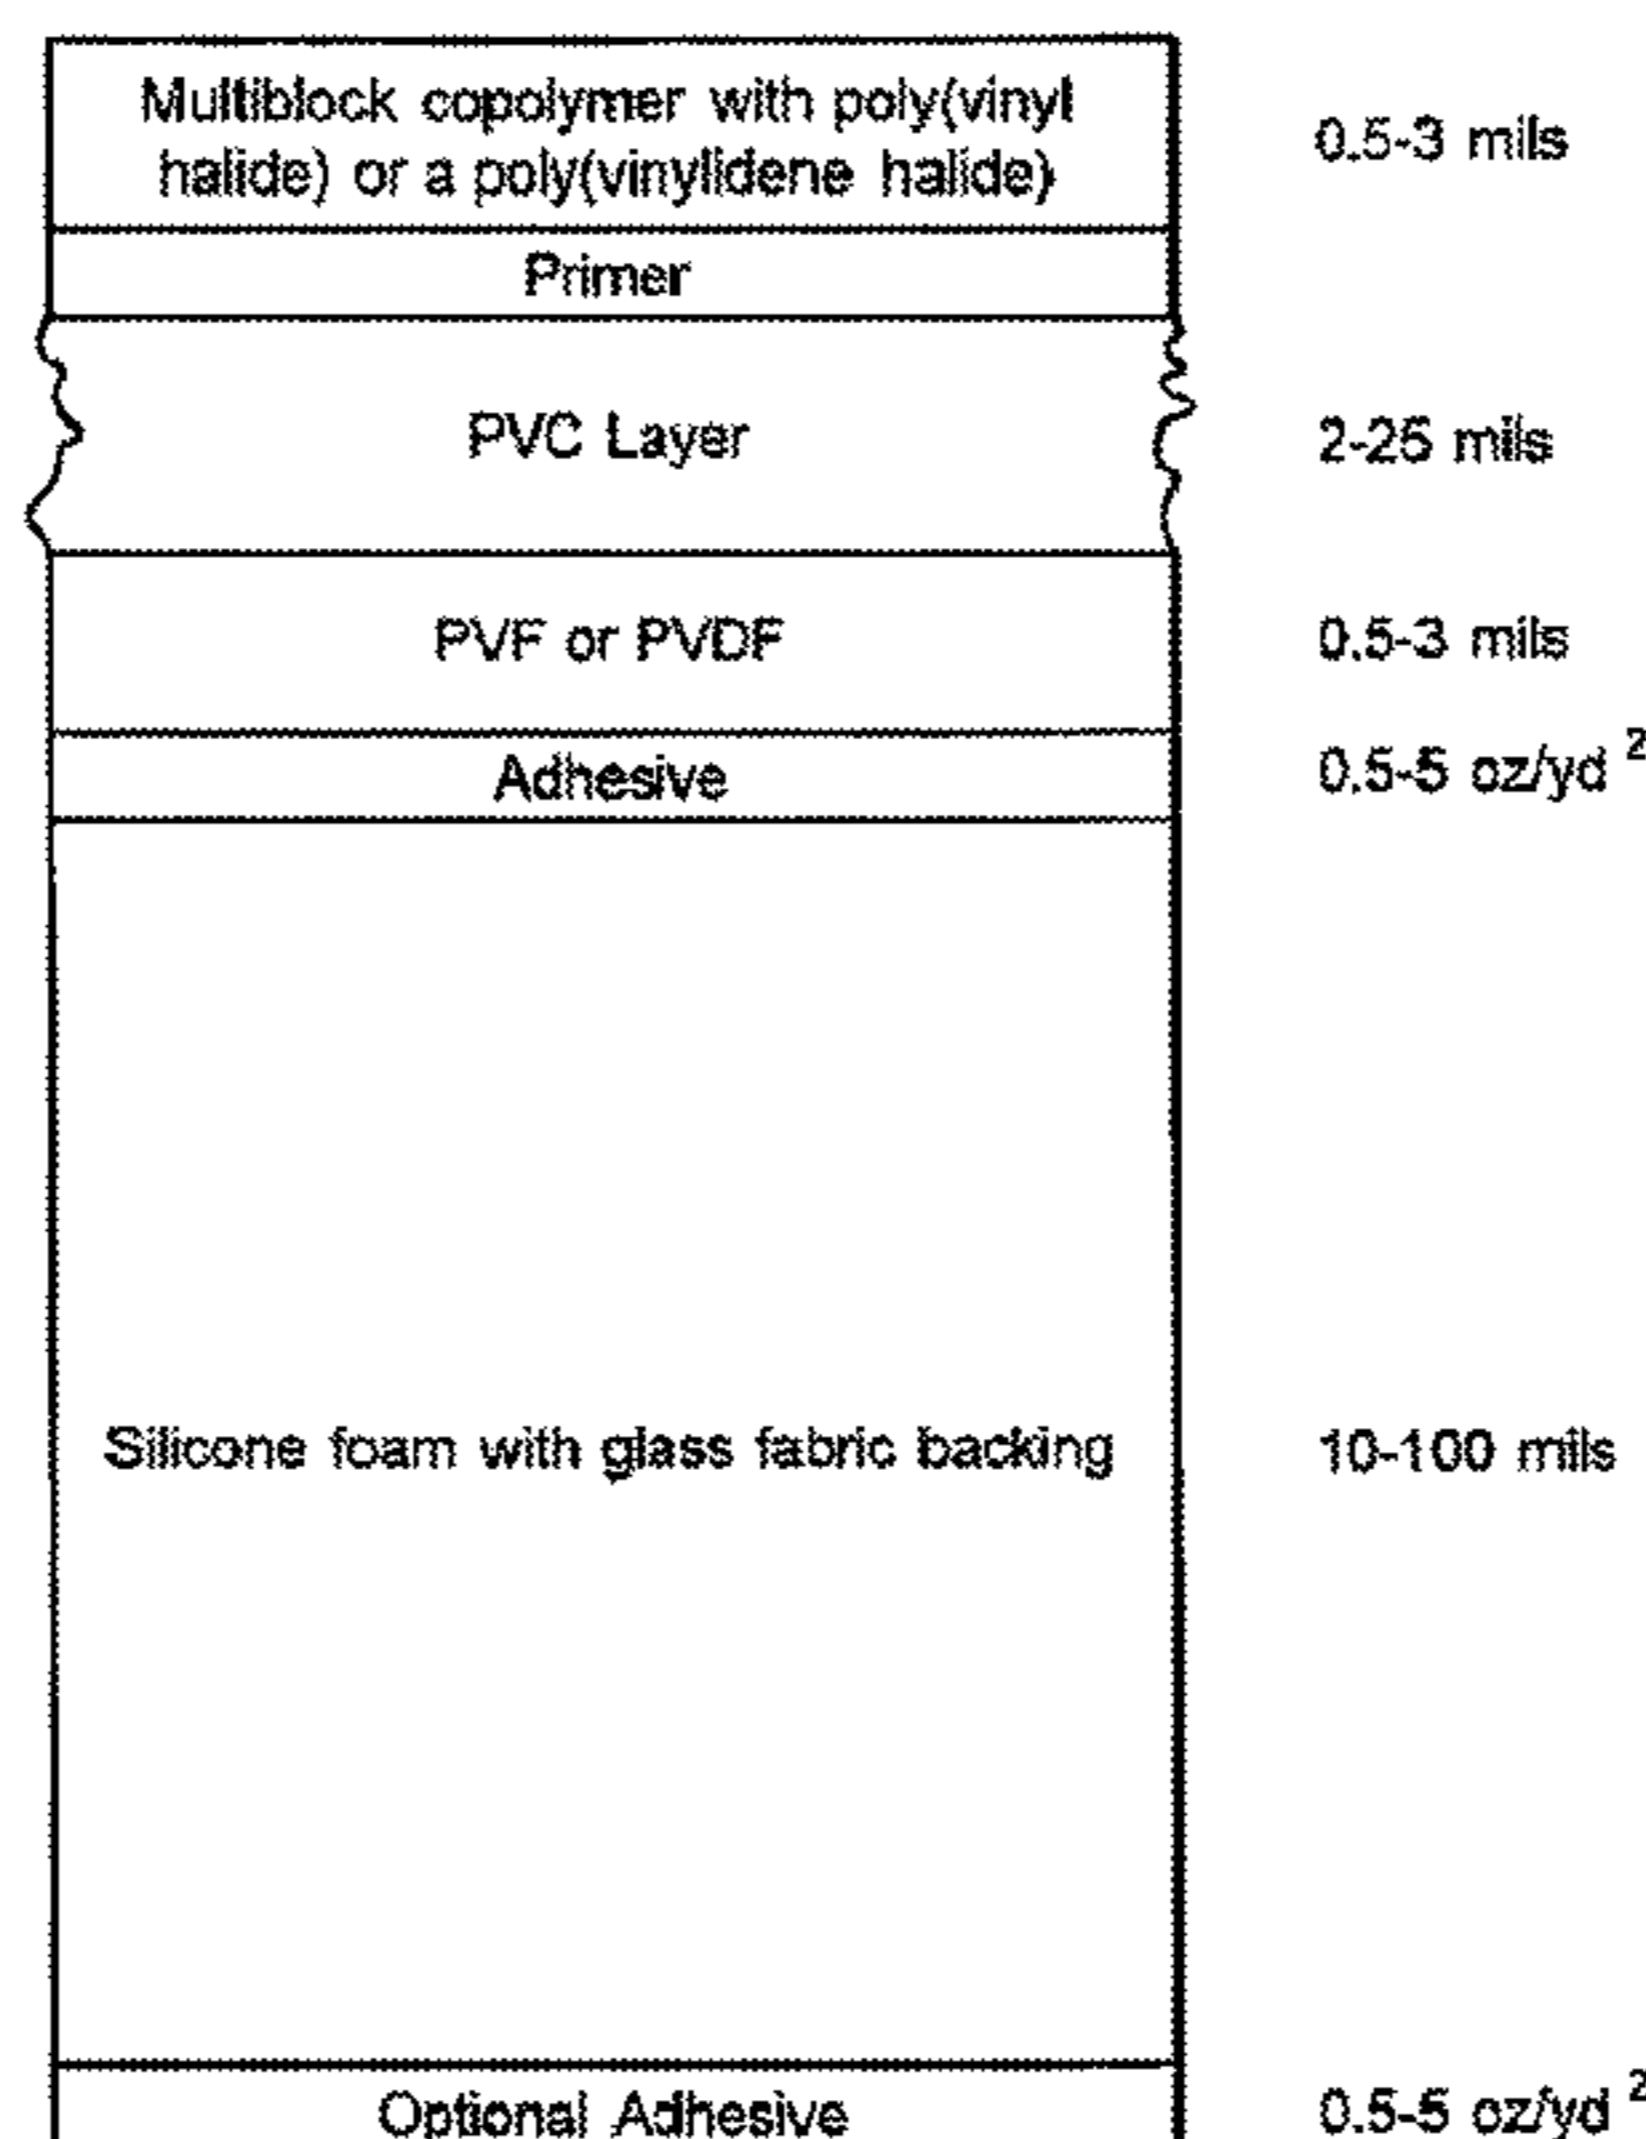 Multiblock copolymer with poly(vinyl
halide) or a poly(vinylidene halide)
0.5-3 mils
Primer
PVC Layer
2-25 mils
PVF or PVDF
0.5-3 mils
Adhesive
0.5-5 oz/yd 2
Silicone foam with glass fabric backing
10-100 mils
Optional Adhesive
0.5-5 oz/yd 2